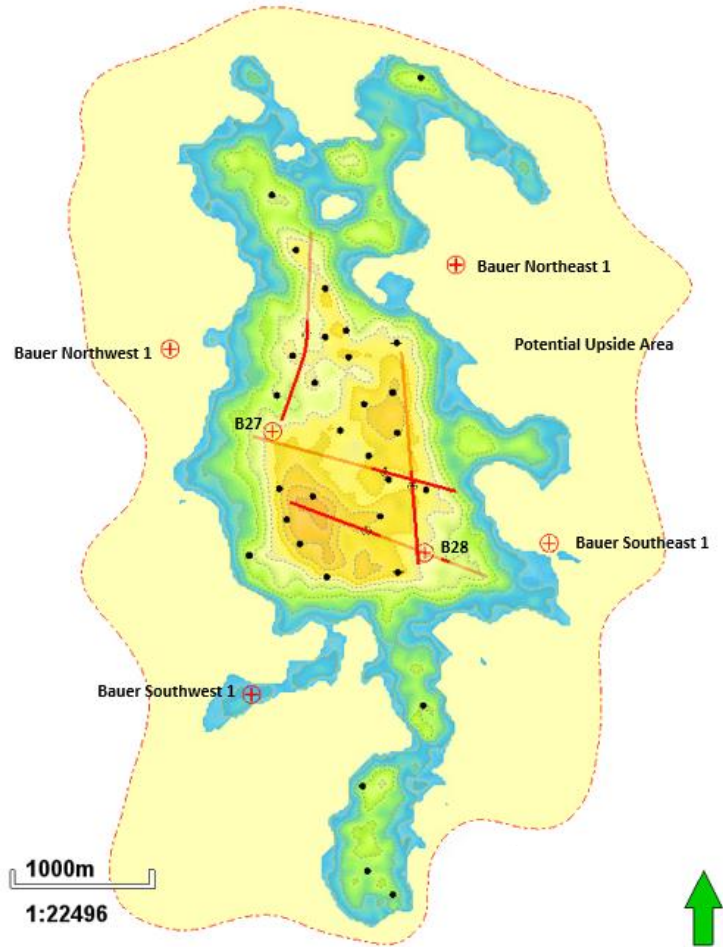 Bauer Northeast 1
Potential Upside Area
Bauer Northwest 1
B27
B28
Bauer Southeast 1
Bauer Southwest 1
1000m
1:22496